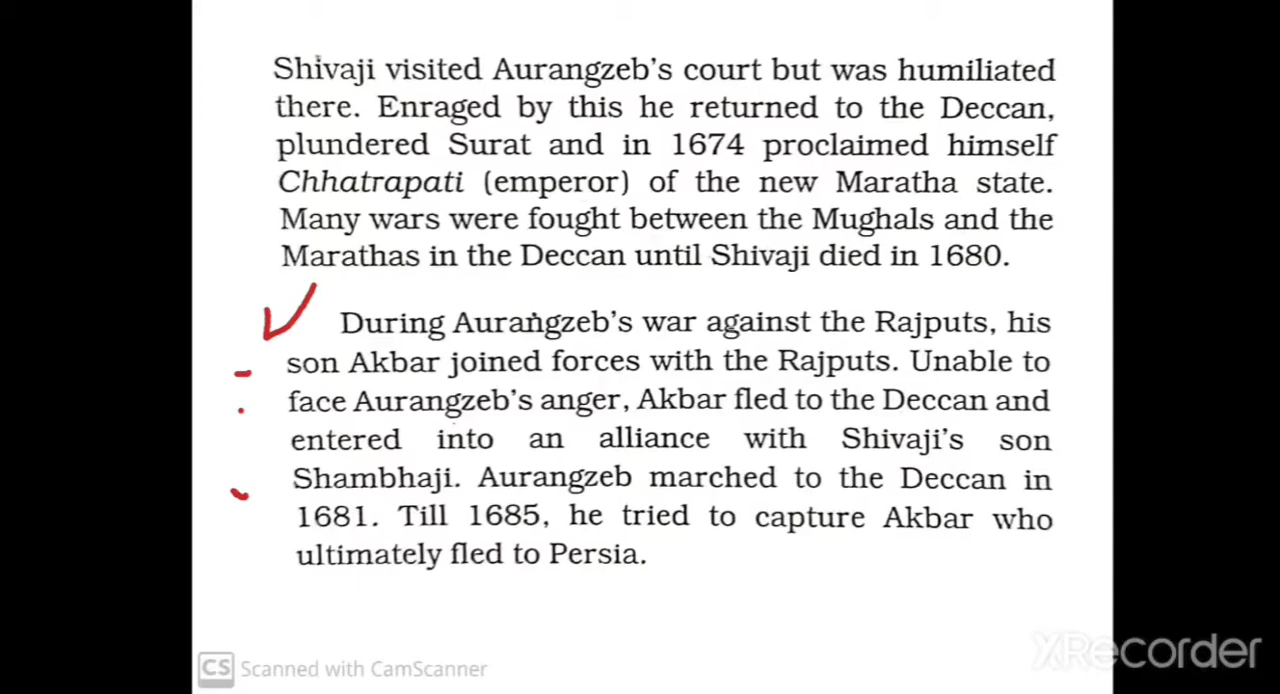 Shivaji visited Aurangzeb's court but was humiliated
there. Enraged by this he returned to the Deccan,
plundered Surat and in 1674 proclaimed himself
Chhatrapati (emperor) of the new Maratha state.
Many wars were fought between the Mughals and the
Marathas in the Deccan until Shivaji died in 1680.
During Aurangzeb's war against the Rajputs, his
son Akbar joined forces with the Rajputs. Unable to
face Aurangzeb's anger, Akbar fled to the Deccan and
entered into an alliance with Shivaji's son
Shambhaji. Aurangzeb marched to the Deccan in
1681. Till 1685, he tried to capture Akbar who
ultimately fled to Persia.
CS Scanned with CamScanner
XRecorder